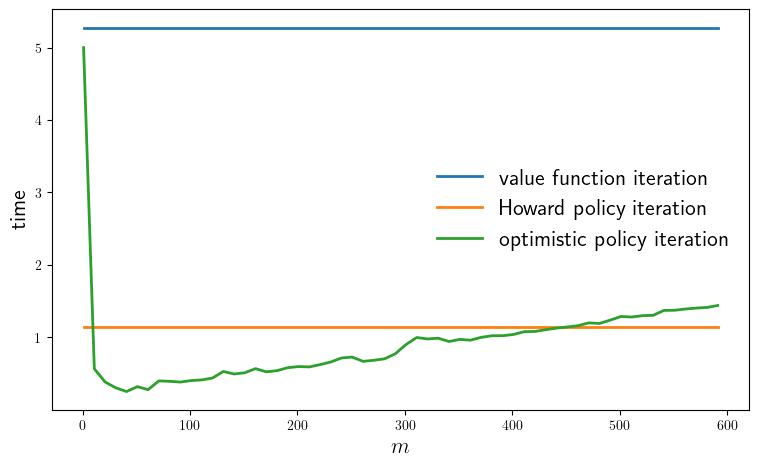 5
4
3
2
1
time
value function iteration
Howard policy iteration
optimistic policy iteration
0 100 200 300 400 500 600
m